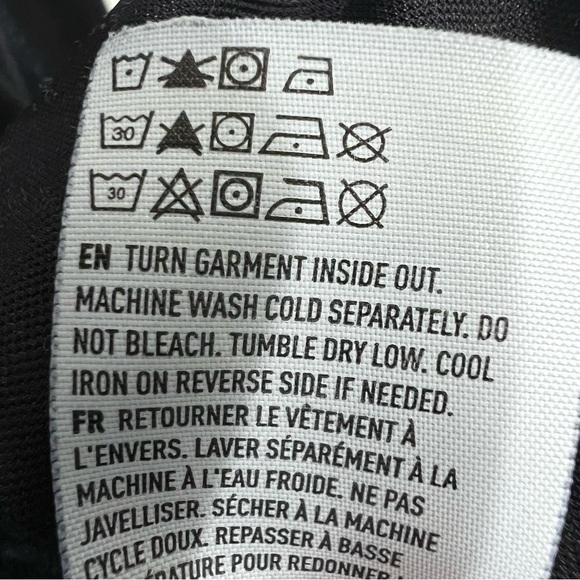 30
30
EN TURN GARMENT INSIDE OUT.
MACHINE WASH COLD SEPARATELY. DO
NOT BLEACH. TUMBLE DRY LOW. COOL
IRON ON REVERSE SIDE IF NEEDED.
FR RETOURNER LE VÊTEMENT À
L'ENVERS. LAVER SÉPARÉMENT À LA
MACHINE À L'EAU FROIDE. NE PAS
JAVELLISER. SÉCHER À LA MACHINE
CYCLE DOUX. REPASSER À BASSE
POUR REDONNER